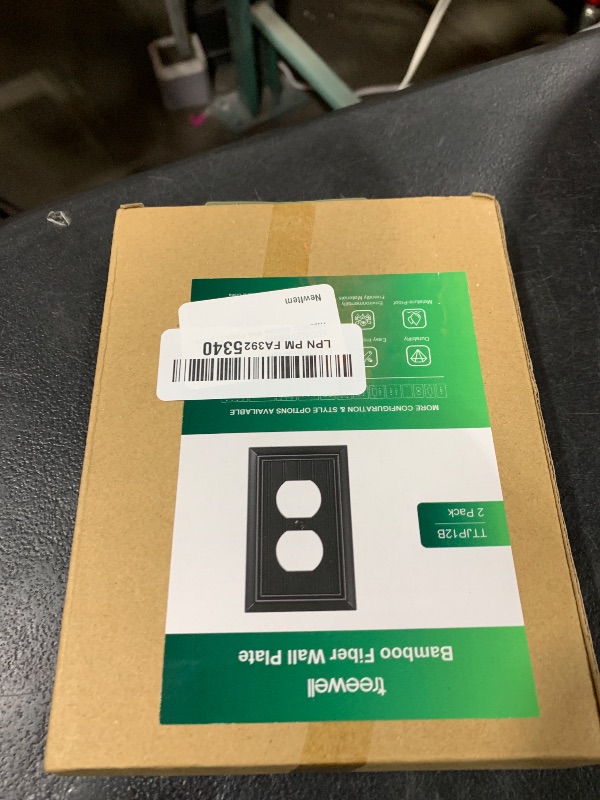 treewell
Bamboo Fiber Wall Plate
TTJP12B
2 Pack
MORE CONFIGURATION & STYLE OPTIONS AVAILABLE
Durability
Easy
Moisture-Proof
Environmentally
Friendly Materials
LPN PM FA3925340
NewItem